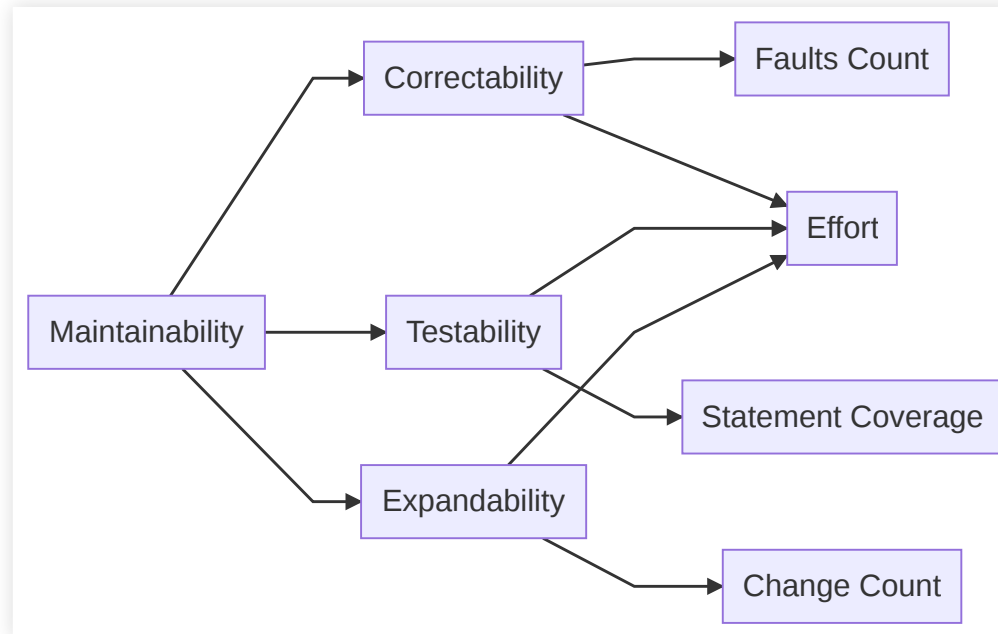 Faults Count
Correctability
Effort
Maintainability
Testability
Statement Coverage
Expandability
Change Count